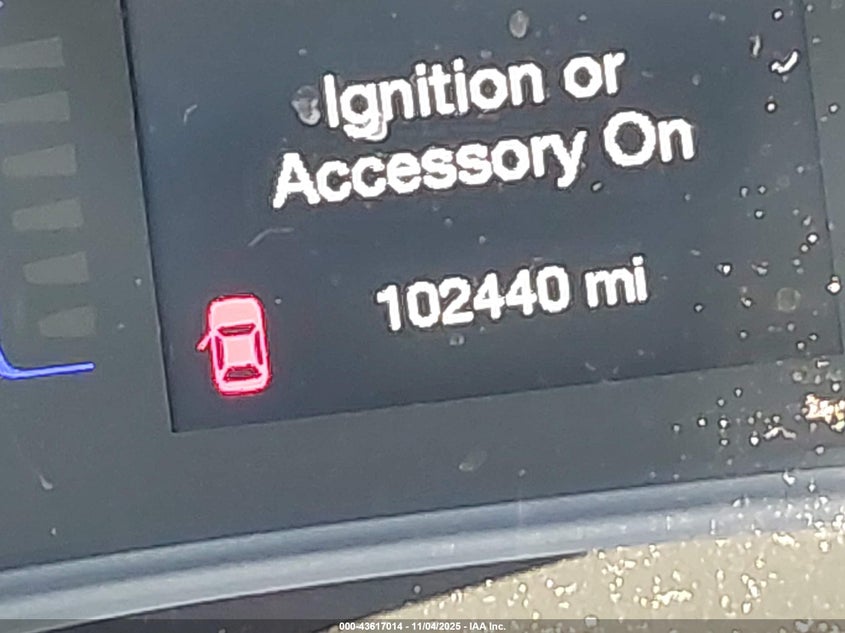 Ignition or
Accessory On
102440 mi
000-43617014 - 11/04/2025 - IAA Inc.